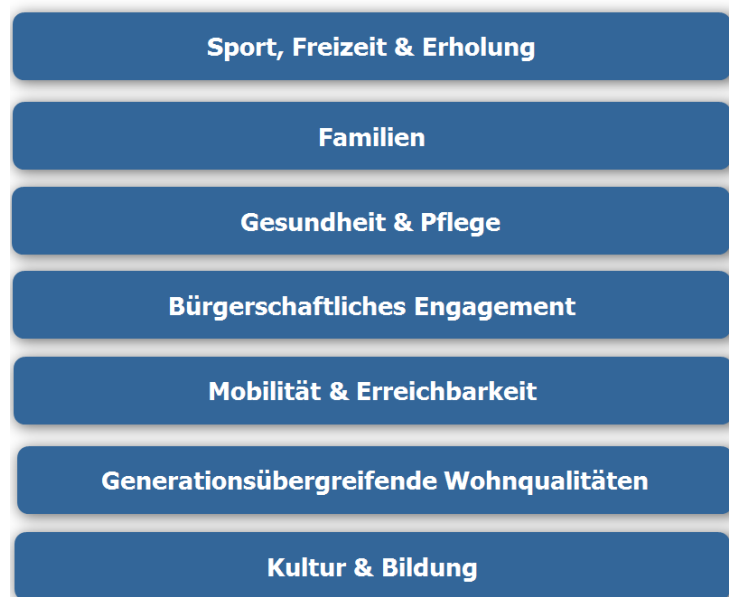 Sport, Freizeit & Erholung
Familien
Gesundheit & Pflege
Bürgerschaftliches Engagement
Mobilität & Erreichbarkeit
Generationsübergreifende Wohnqualitäten
Kultur & Bildung